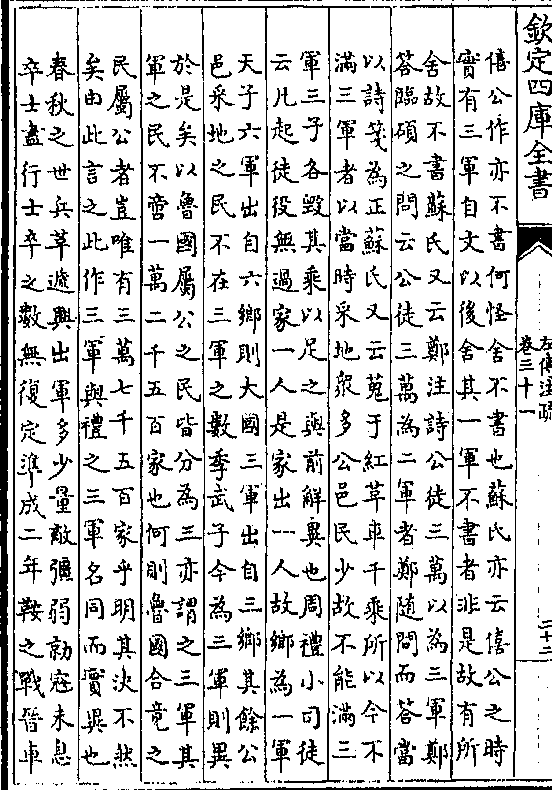 欽定四庫全書
左傳注疏
卷三十一
二十二
僖公作亦不書何怪舍不書也蘇氏亦云僖公之時
實有三軍自文以後舍其一軍不書者非是故有所
舍故不書蘇氏又云鄭注詩公徒三萬以為三軍鄭
答臨碩之問云公徒三萬為二軍者鄭随問而答當
以詩箋為正蘇氏又云蒐于紅革車千乘所以今不
滿三軍者以當時采地衆多公邑民少故不能滿三
軍三子各毀其乘以足之與前解異也周禮小司徒
云凡起徒役無過家一人是家出一人故鄉為一軍
天子六軍出自六鄉則大國三軍出自三鄉其餘公
邑采地之民不在三軍之數季武子今為三軍則異
於是矣以魯國屬公之民皆分為三亦謂之三軍其
軍之民不啻一萬二千五百家也何則魯國合竟之
民屬公者豈唯有三萬七千五百家乎明其決不然
矣由此言之此作三軍與禮之三軍名同而實異也
春秋之世兵革遞興出軍多少量敵彊弱勍寇未息
卒士盡行士卒之數無復定準成二年鞌之戰晉車